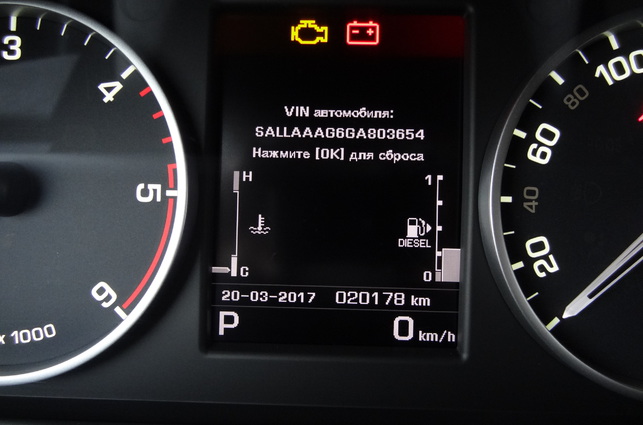 3
4
5
6
x 1000
VIN автомобиля:
SALLAAAG6GA803654
Нажмите [OK] для сброса
H
C
1
DIESEL
0
20-03-2017 020178 km
P 0 km/h
100
80
60
40
20